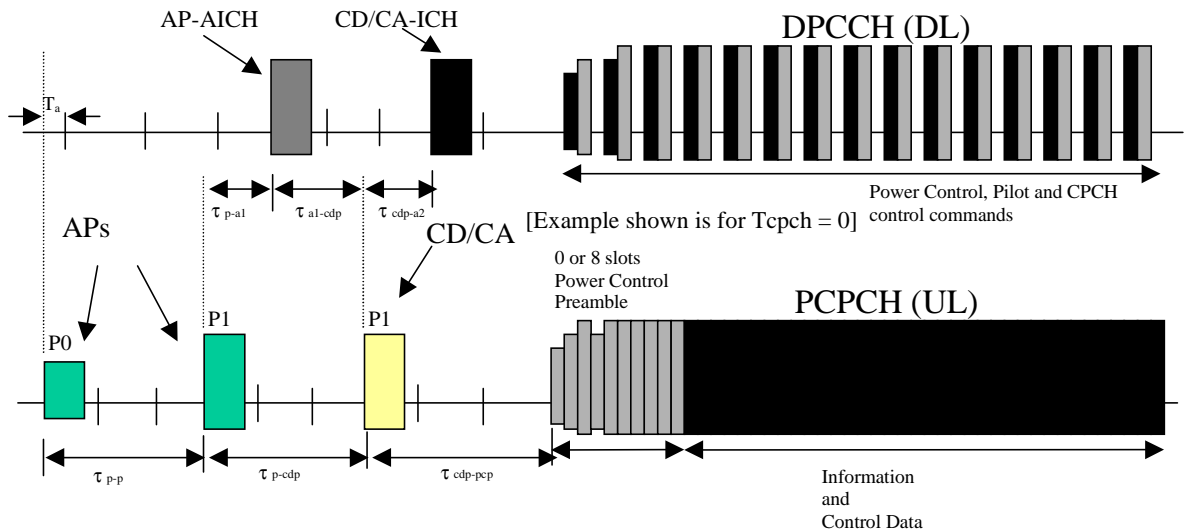 AP-AICH
CD/CA-ICH
DPCCH (DL)
Ta
τ p-a1
τ a1-cdp
τ cdp-a2
Power Control, Pilot and CPCH
control commands
[Example shown is for Tcpch = 0]
APs
CD/CA
0 or 8 slots
Power Control
Preamble
PCPCH (UL)
P0
P1
P1
τ p-p
τ p-cdp
τ cdp-pcp
Information
and
Control Data